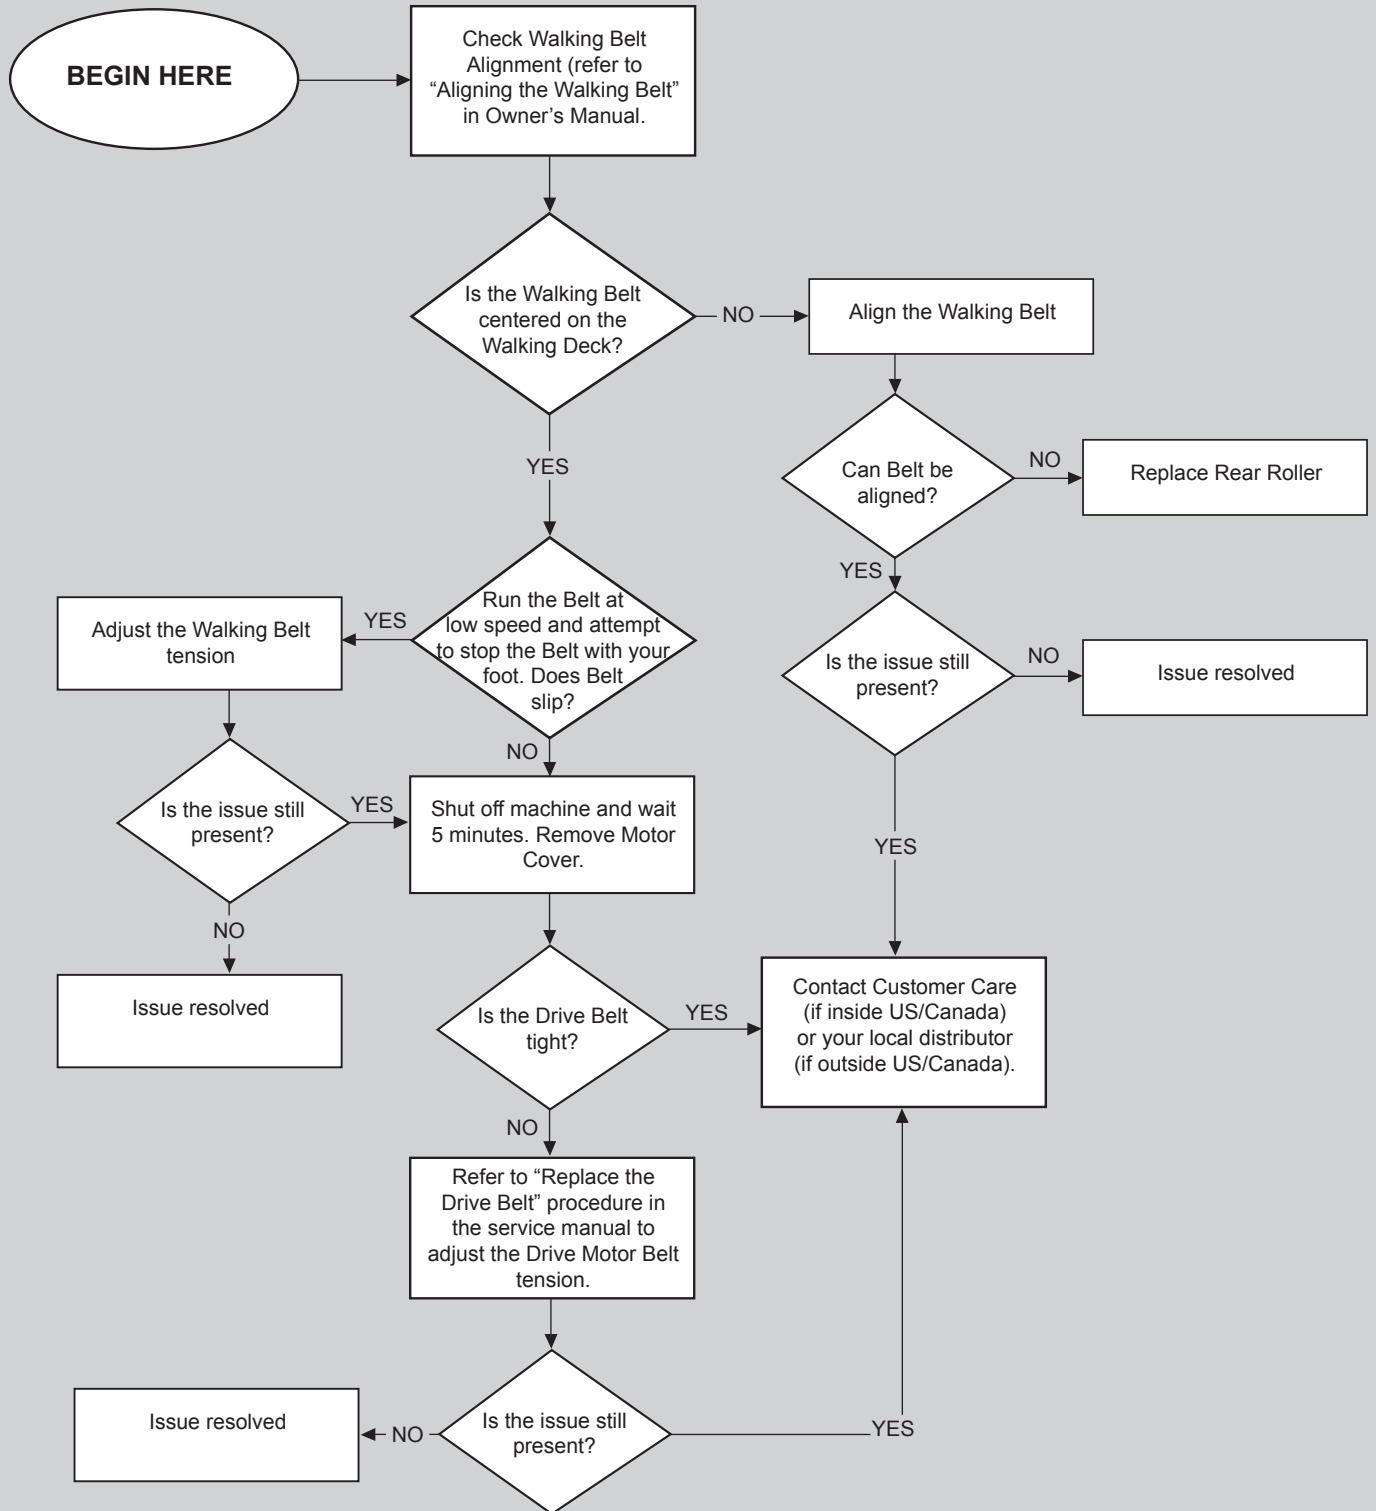 BEGIN HERE
Check Walking Belt
Alignment (refer to
“Aligning the Walking Belt”
in Owner’s Manual.
Is the Walking Belt
centered on the
Walking Deck?
NO
Align the Walking Belt
YES
Can Belt be
aligned?
NO
Replace Rear Roller
YES
Run the Belt at
low speed and attempt
to stop the Belt with your
foot. Does Belt
slip?
YES
Adjust the Walking Belt
tension
Is the issue still
present?
NO
Issue resolved
NO
Is the issue still
present?
YES
Shut off machine and wait
5 minutes. Remove Motor
Cover.
YES
NO
Issue resolved
Is the Drive Belt
tight?
YES
Contact Customer Care
(if inside US/Canada)
or your local distributor
(if outside US/Canada).
NO
Refer to “Replace the
Drive Belt” procedure in
the service manual to
adjust the Drive Motor Belt
tension.
Issue resolved
NO
Is the issue still
present?
YES